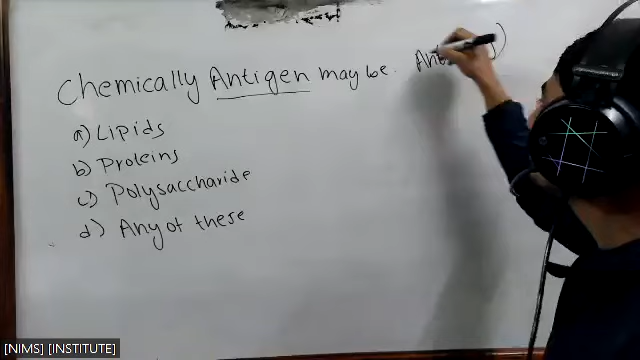 Chemically Antigen may be.
a) Lipids
b) Proteins
c) Polysaccharide
d) Any of these
[NIMS] [INSTITUTE]